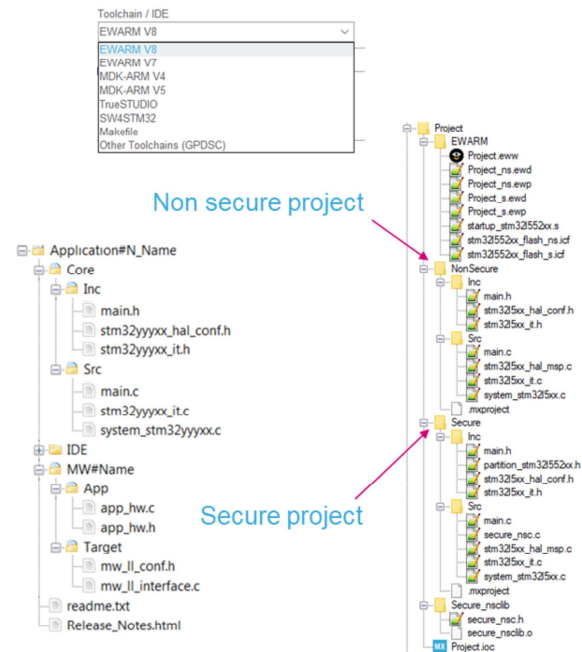 Toolchain / IDE
EWARM V8
EWARM V8
EWARM V7
MDK-ARM V4
MDK-ARM V5
TrueSTUDIO
SW4STM32
Makefile
Other Toolchains (GPDSC)
Non secure project
Application#N_Name
Core
Inc
main.h
stm32yyyxx_hal_conf.h
stm32yyyxx_it.h
Src
main.c
stm32yyyxx_it.c
system_stm32yyyxx.c
IDE
MW#Name
App
app_hw.c
app_hw.h
Target
mw_ll_conf.h
mw_ll_interface.c
readme.txt
Release_Notes.html
Secure project
Project
EWARM
Project.eww
Project_ns.ewd
Project_ns.ewp
Project_s.ewd
Project_s.ewp
startup_stm32l552xx.s
stm32l552xx_flash_ns.icf
stm32l552xx_flash_s.icf
NonSecure
Inc
main.h
stm32l5xx_hal_conf.h
stm32l5xx_it.h
Src
main.c
stm32l5xx_hal_msp.c
stm32l5xx_it.c
system_stm32l5xx.c
.mxproject
Secure
Inc
main.h
partition_stm32l552xx.h
stm32l5xx_hal_conf.h
stm32l5xx_it.h
Src
main.c
secure_nsc.c
stm32l5xx_hal_msp.c
stm32l5xx_it.c
system_stm32l5xx.c
.mxproject
Secure_nsclib
secure_nsc.h
secure_nsclib.o
MX Project.ioc